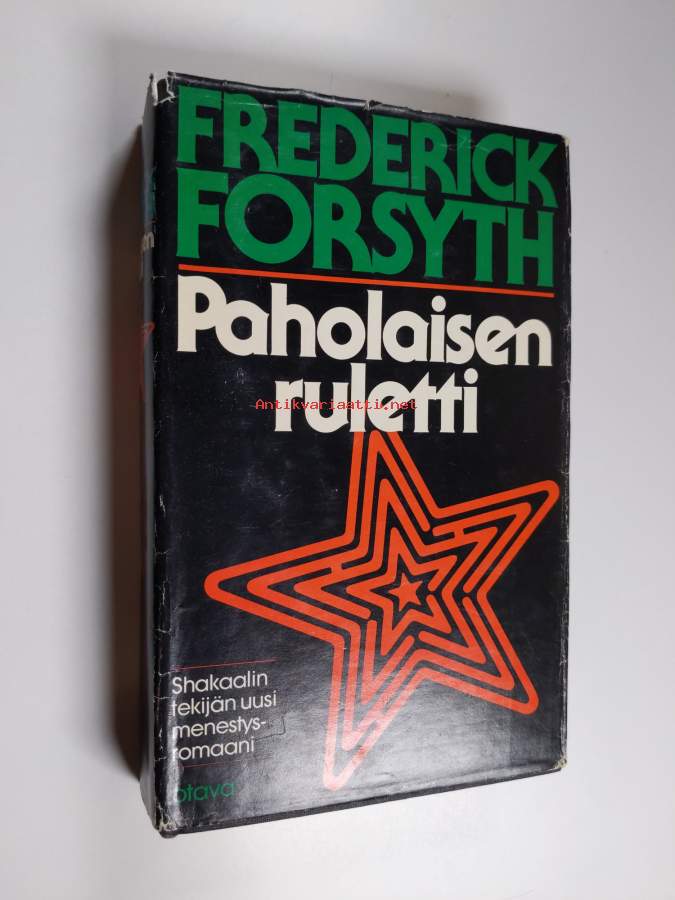 FREDERICK
FORSYTH
Paholaisen
ruletti
Antikvariaatti.net
Shakaalin
tekijän uusi
menestys-
romaani
otava